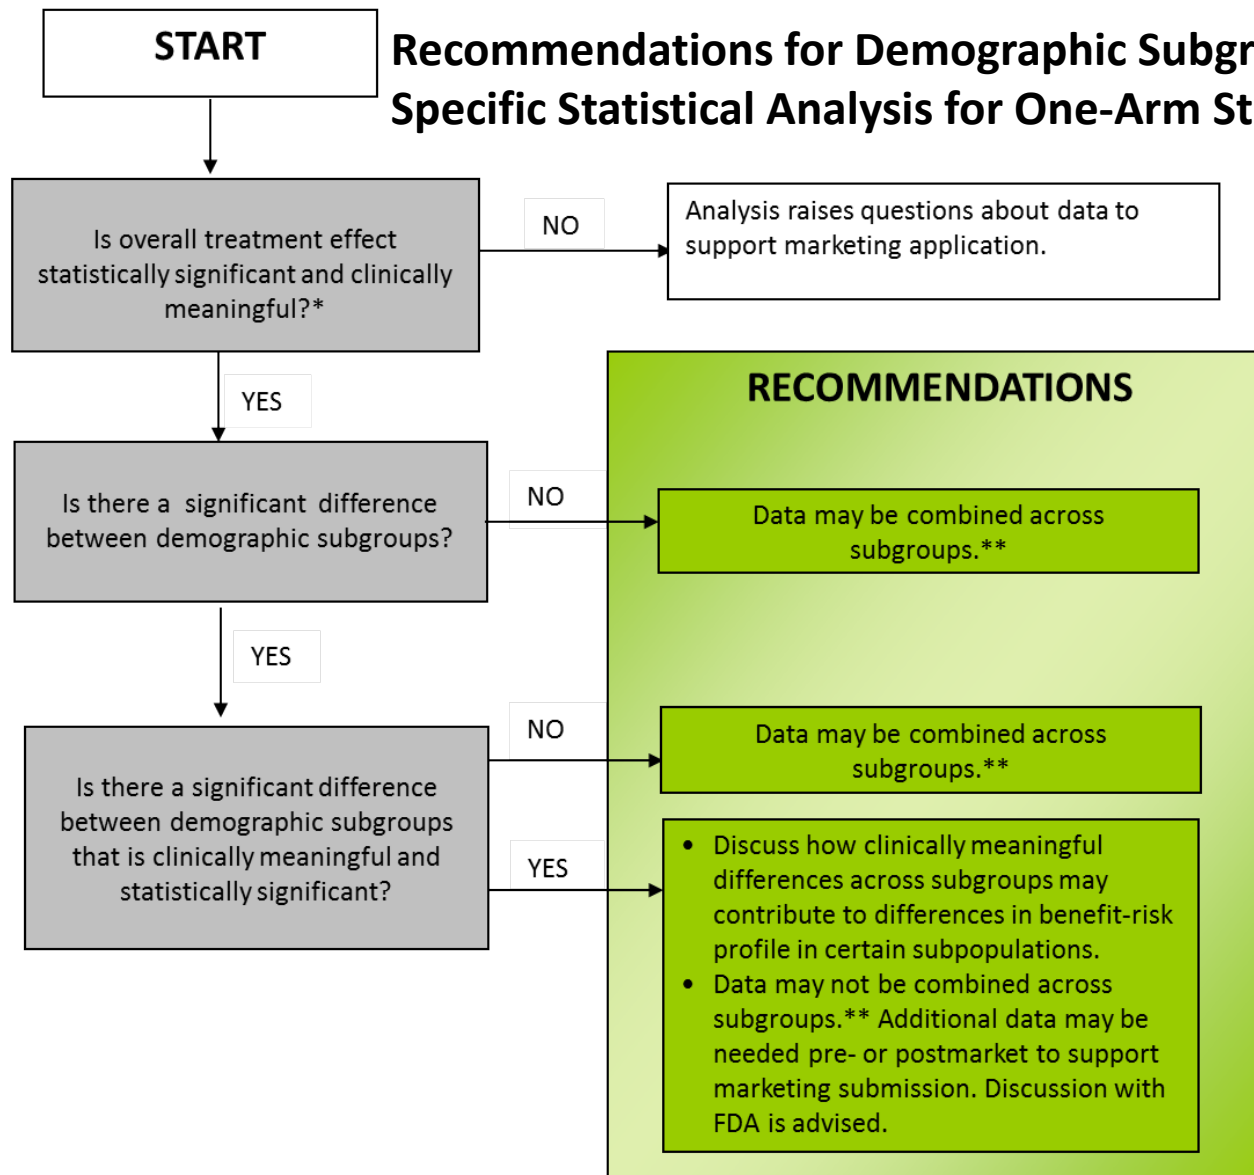 START
Recommendations for Demographic Subgr
Specific Statistical Analysis for One-Arm St
Is overall treatment effect
statistically significant and clinically
meaningful?*
NO
Analysis raises questions about data to
support marketing application.
YES
RECOMMENDATIONS
Is there a significant difference
between demographic subgroups?
NO
Data may be combined across
subgroups.**
YES
Is there a significant difference
between demographic subgroups
that is clinically meaningful and
statistically significant?
NO
Data may be combined across
subgroups.**
YES
• Discuss how clinically meaningful
differences across subgroups may
contribute to differences in benefit-risk
profile in certain subpopulations.
• Data may not be combined across
subgroups.** Additional data may be
needed pre- or postmarket to support
marketing submission. Discussion with
FDA is advised.